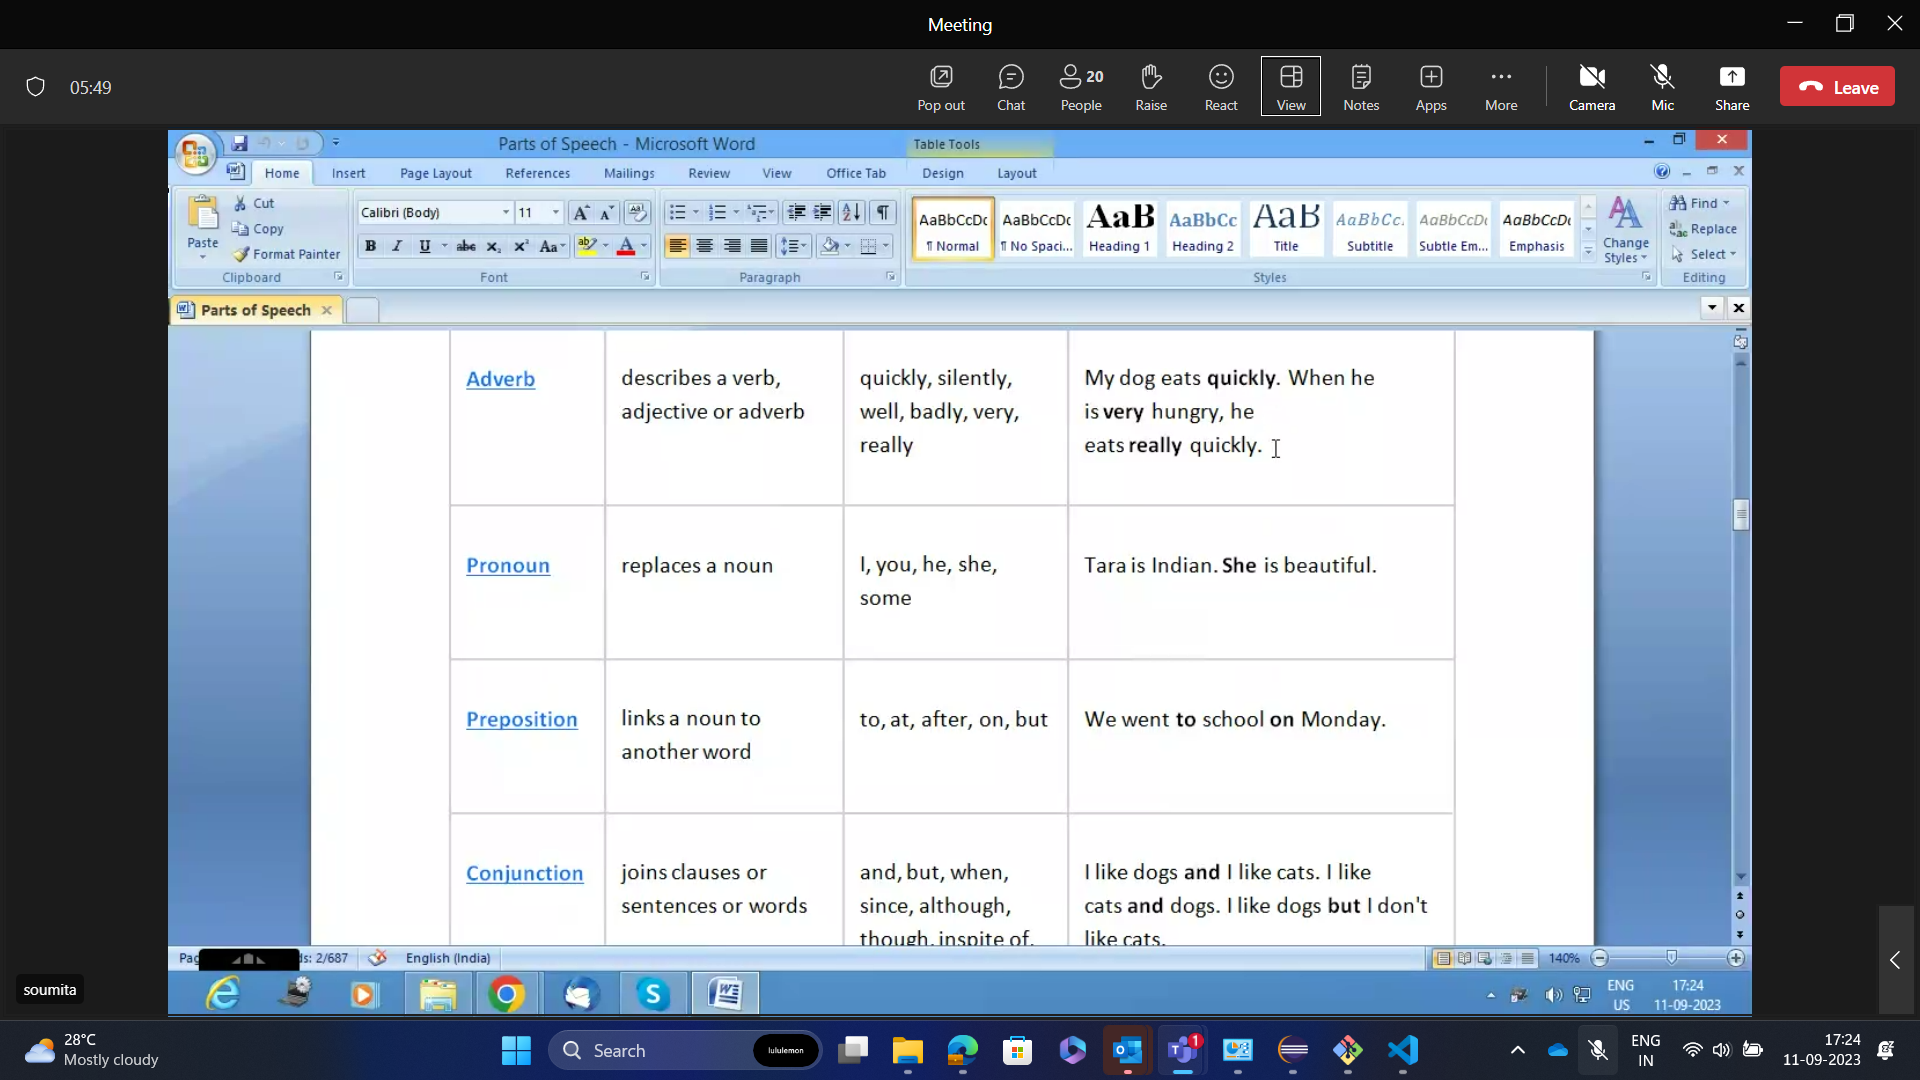 Meeting
05:49
Pop out
Chat
People 20
Raise
React
View
Notes
Apps
More
Camera
Mic
Share
Leave
Parts of Speech - Microsoft Word
Table Tools
Home Insert Page Layout References Mailings Review View Office Tab Design Layout
Paste
Cut
Copy
Format Painter
Clipboard
Calibri (Body) 11
B I U abe x₂ x² Aa ab A
Font
Paragraph
AaBbCcDc AaBbCcDc AaB AaBbCc AaB AaBbCc. AaBbCcDc AaBbCcDc
¶ Normal ¶ No Spaci... Heading 1 Heading 2 Title Subtitle Subtle Em... Emphasis
Change
Styles
Styles
Find
Replace
Select
Editing
Parts of Speech
Adverb
describes a verb,
adjective or adverb
quickly, silently,
well, badly, very,
really
My dog eats quickly. When he
is very hungry, he
eats really quickly.
Pronoun
replaces a noun
I, you, he, she,
some
Tara is Indian. She is beautiful.
Preposition
links a noun to
another word
to, at, after, on, but
We went to school on Monday.
Conjunction
joins clauses or
sentences or words
and, but, when,
since, although,
though, inspite of,
I like dogs and I like cats. I like
cats and dogs. I like dogs but I don't
like cats.
2/687 English (India) 140%
soumita
ENG
US
17:24
11-09-2023
28°C
Mostly cloudy
Search
lululemon
1
ENG
IN
17:24
11-09-2023